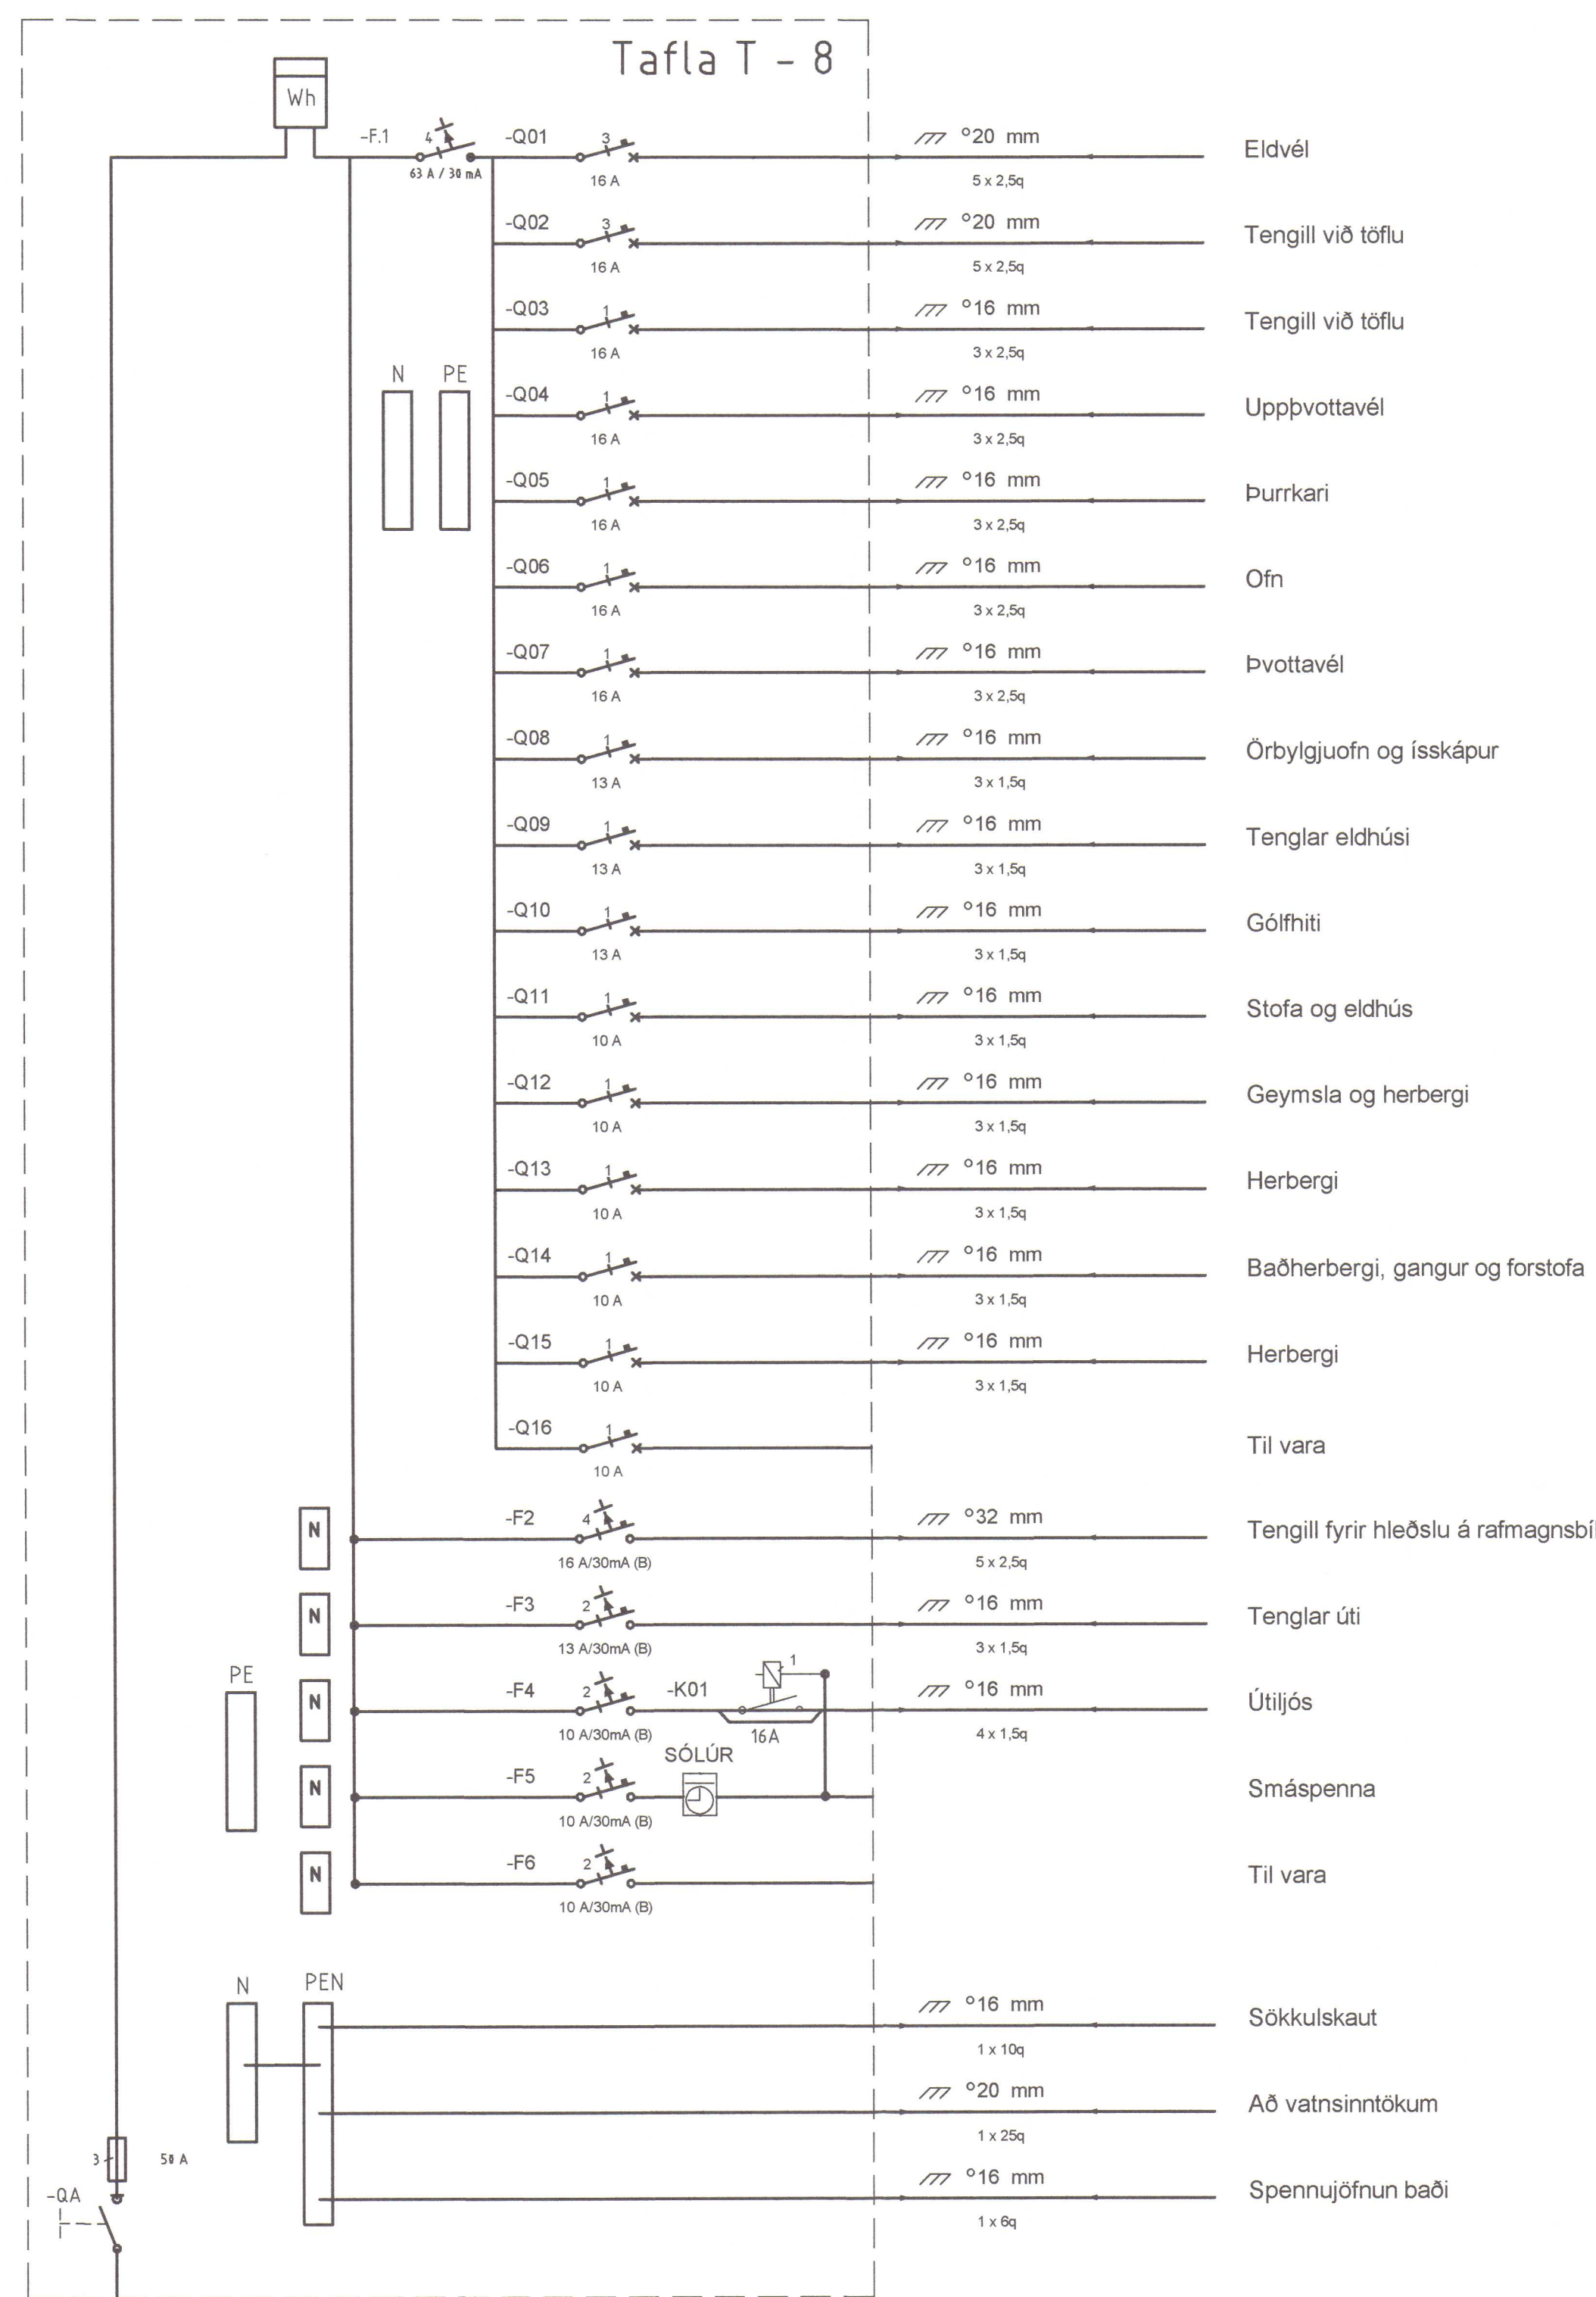 Tafla T - 8
Wh
-F.1 4 -Q01 3 °20 mm Eldvél
63 A / 30 mA 16 A 5 x 2,5q
-Q02 3 °20 mm Tengill við töflu
16 A 5 x 2,5q
-Q03 1 °16 mm Tengill við töflu
16 A 3 x 2,5q
N PE
-Q04 1 °16 mm Uppþvottavél
16 A 3 x 2,5q
-Q05 1 °16 mm Þurrkari
16 A 3 x 2,5q
-Q06 1 °16 mm Ofn
16 A 3 x 2,5q
-Q07 1 °16 mm Þvottavél
16 A 3 x 2,5q
-Q08 1 °16 mm Örbylgjuofn og ísskápur
13 A 3 x 1,5q
-Q09 1 °16 mm Tenglar eldhúsi
13 A 3 x 1,5q
-Q10 1 °16 mm Gólfhiti
13 A 3 x 1,5q
-Q11 1 °16 mm Stofa og eldhús
10 A 3 x 1,5q
-Q12 1 °16 mm Geymsla og herbergi
10 A 3 x 1,5q
-Q13 1 °16 mm Herbergi
10 A 3 x 1,5q
-Q14 1 °16 mm Baðherbergi, gangur og forstofa
10 A 3 x 1,5q
-Q15 1 °16 mm Herbergi
10 A 3 x 1,5q
-Q16 1 Til vara
10 A
N -F2 4 °32 mm Tengill fyrir hleðslu á rafmagnsbíl
16 A/30mA (B) 5 x 2,5q
N -F3 2 °16 mm Tenglar úti
13 A/30mA (B) 3 x 1,5q
PE 1
N -F4 2 -K01 °16 mm Útiljós
10 A/30mA (B) 16A 4 x 1,5q
SÓLÚR
N -F5 2 Smáspenna
10 A/30mA (B)
N -F6 2 Til vara
10 A/30mA (B)
N PEN
°16 mm Sökkulskaut
1 x 10q
°20 mm Að vatnsinntökum
1 x 25q
3 50 A
-QA °16 mm Spennujöfnun baði
1 x 6q